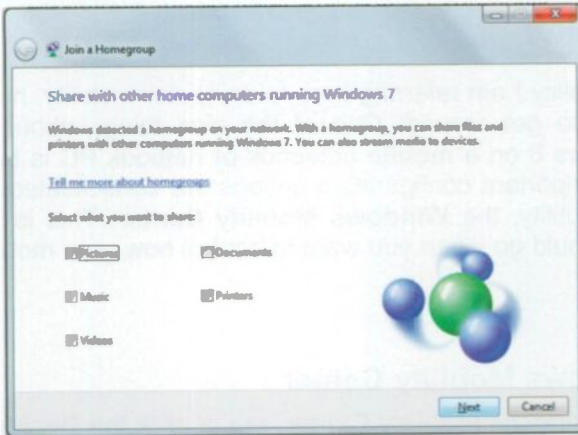 Join a Homegroup
Share with other home computers running Windows 7
Windows detected a homegroup on your network. With a homegroup, you can share files and
printers with other computers running Windows 7. You can also stream media to devices.
Tell me more about homegroups
Select what you want to share:
Pictures
Documents
Music
Printers
Videos
Next
Cancel